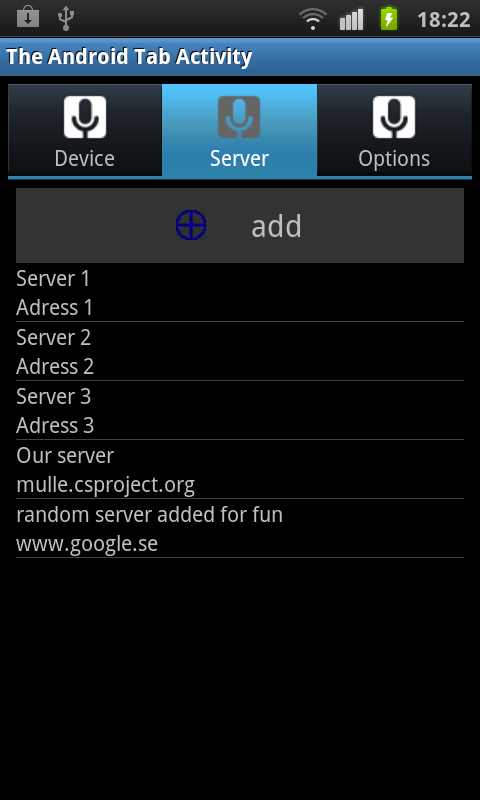 18:22
The Android Tab Activity
Device
Server
Options
add
Server 1
Adress 1
Server 2
Adress 2
Server 3
Adress 3
Our server
mulle.csproject.org
random server added for fun
www.google.se